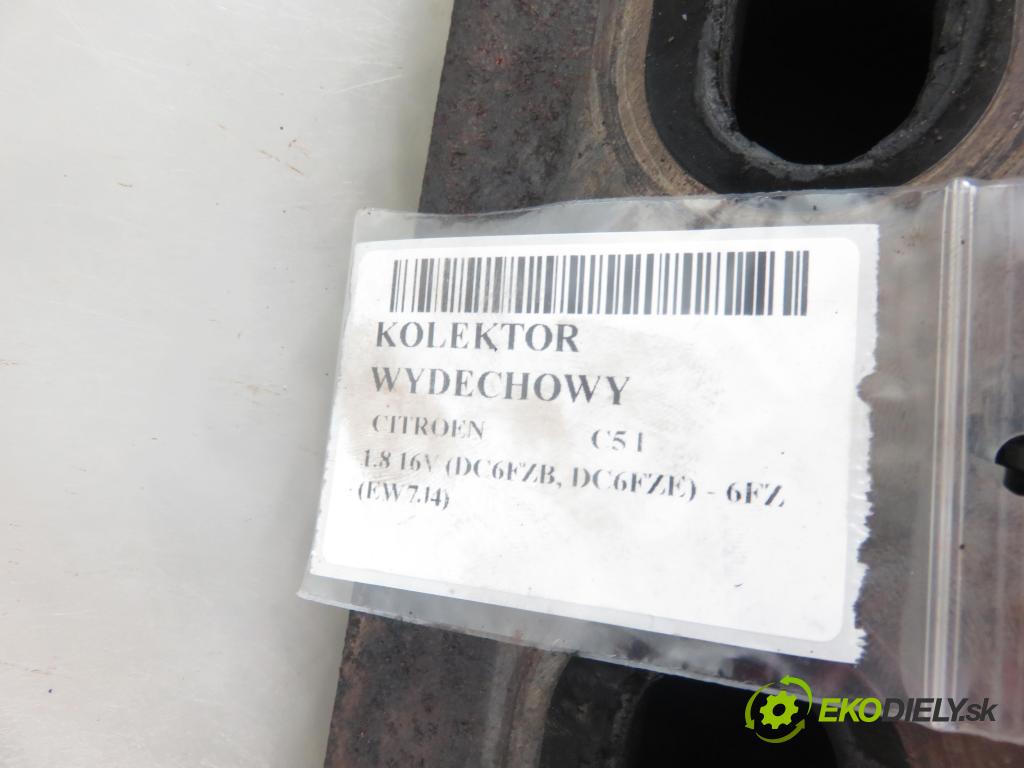 KOLEKTOR
WYDECHOWY
CITROEN C5 I
1.8 16V (DC6FZB, DC6FZE) - 6FZ
(EW7J4)
EKODIELY.sk